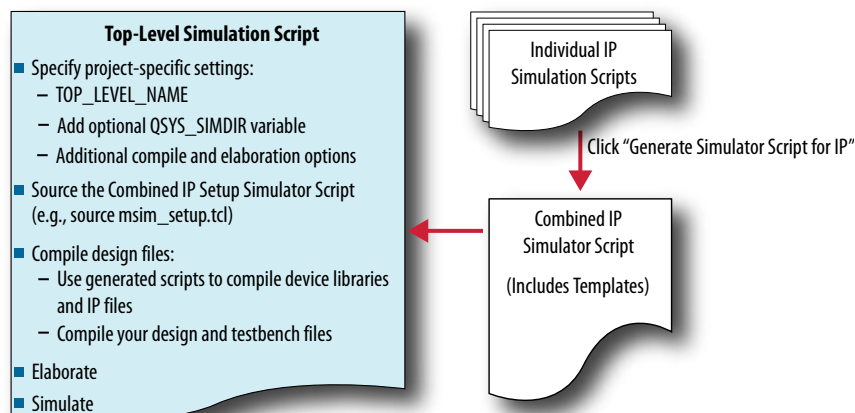 Top-Level Simulation Script
■ Specify project-specific settings:
– TOP_LEVEL_NAME
– Add optional QSYS_SIMDIR variable
– Additional compile and elaboration options
■ Source the Combined IP Setup Simulator Script
(e.g., source msim_setup.tcl)
■ Compile design files:
– Use generated scripts to compile device libraries
and IP files
– Compile your design and testbench files
■ Elaborate
■ Simulate
Individual IP
Simulation Scripts
Click “Generate Simulator Script for IP”
Combined IP
Simulator Script
(Includes Templates)